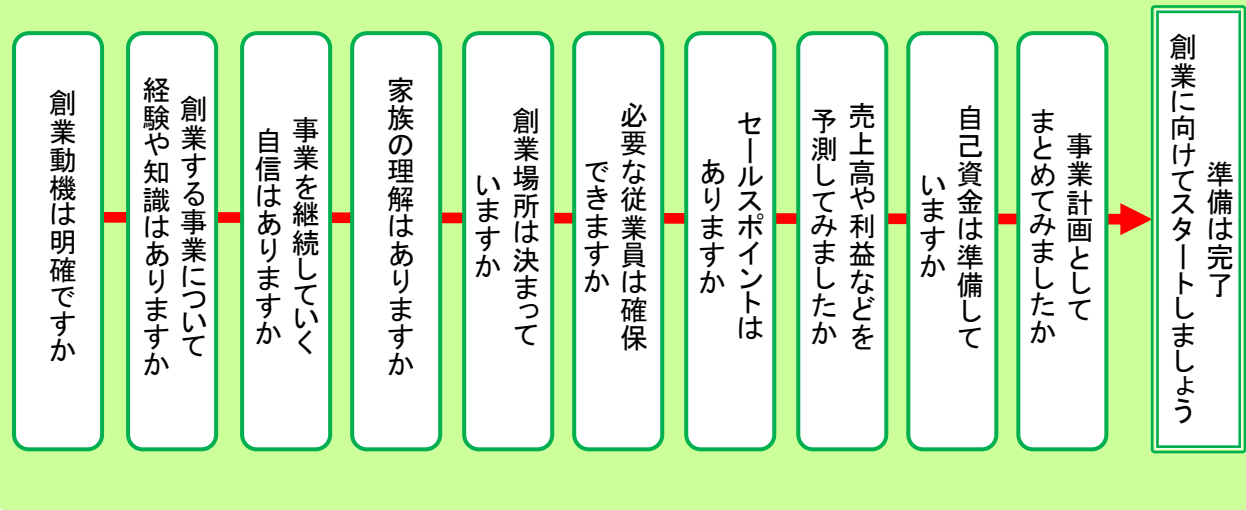 創業動機は明確ですか
創業する事業について
経験や知識はありますか
事業を継続していく
自信はありますか
家族の理解はありますか
創業場所は決まって
いますか
必要な従業員は確保
できますか
セールスポイントは
ありますか
売上高や利益などを
予測してみましたか
自己資金は準備して
いますか
事業計画として
まとめてみましたか
準備は完了
創業に向けてスタートしましょう